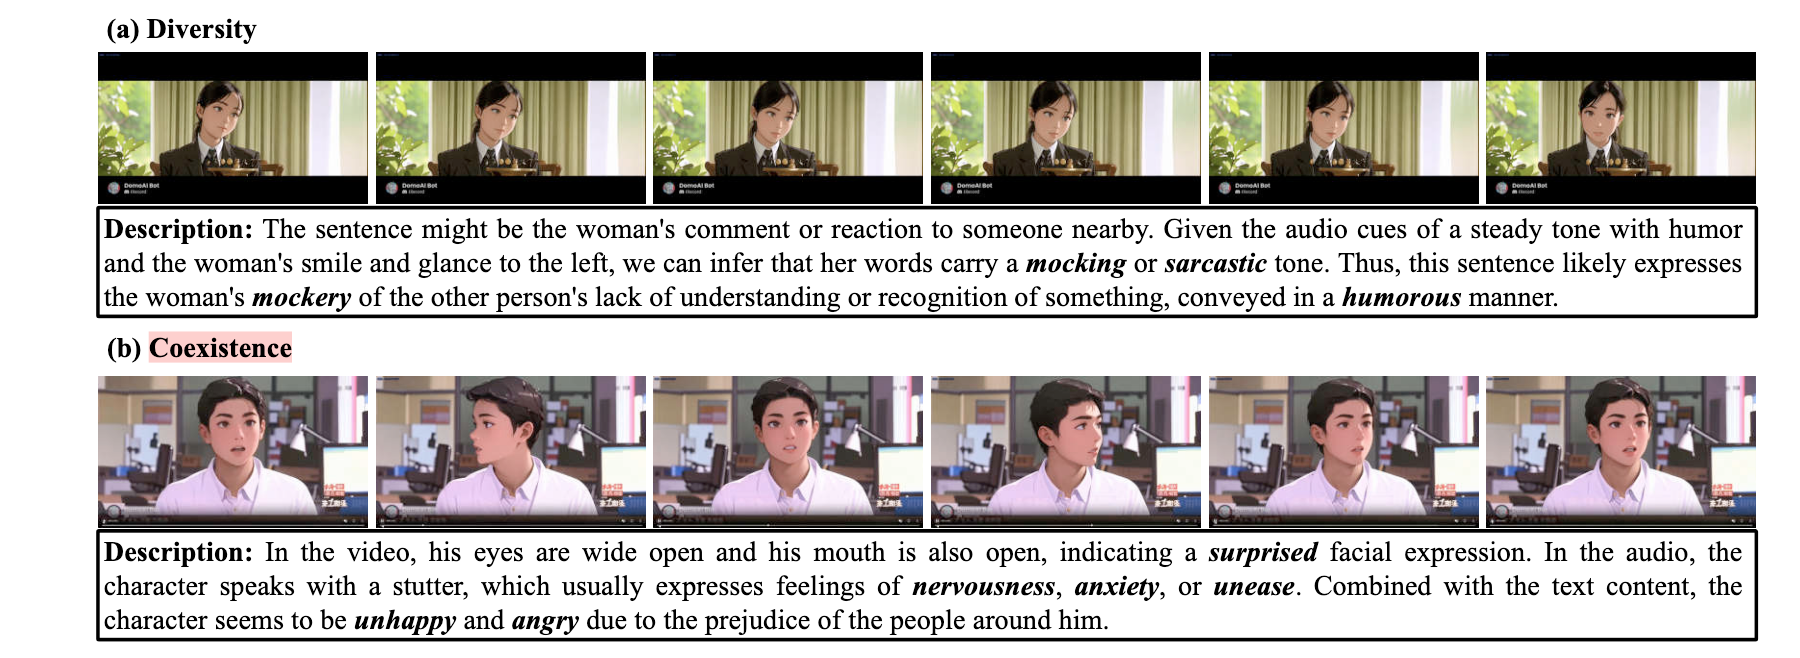 (a) Diversity
DomoAI Bot
discord
DomoAI Bot
discord
DomoAI Bot
discord
DomoAI Bot
discord
DomoAI Bot
discord
DomoAI Bot
discord
Description: The sentence might be the woman's comment or reaction to someone nearby. Given the audio cues of a steady tone with humor
and the woman's smile and glance to the left, we can infer that her words carry a mocking or sarcastic tone. Thus, this sentence likely expresses
the woman's mockery of the other person's lack of understanding or recognition of something, conveyed in a humorous manner.
(b) Coexistence
Description: In the video, his eyes are wide open and his mouth is also open, indicating a surprised facial expression. In the audio, the
character speaks with a stutter, which usually expresses feelings of nervousness, anxiety, or unease. Combined with the text content, the
character seems to be unhappy and angry due to the prejudice of the people around him.